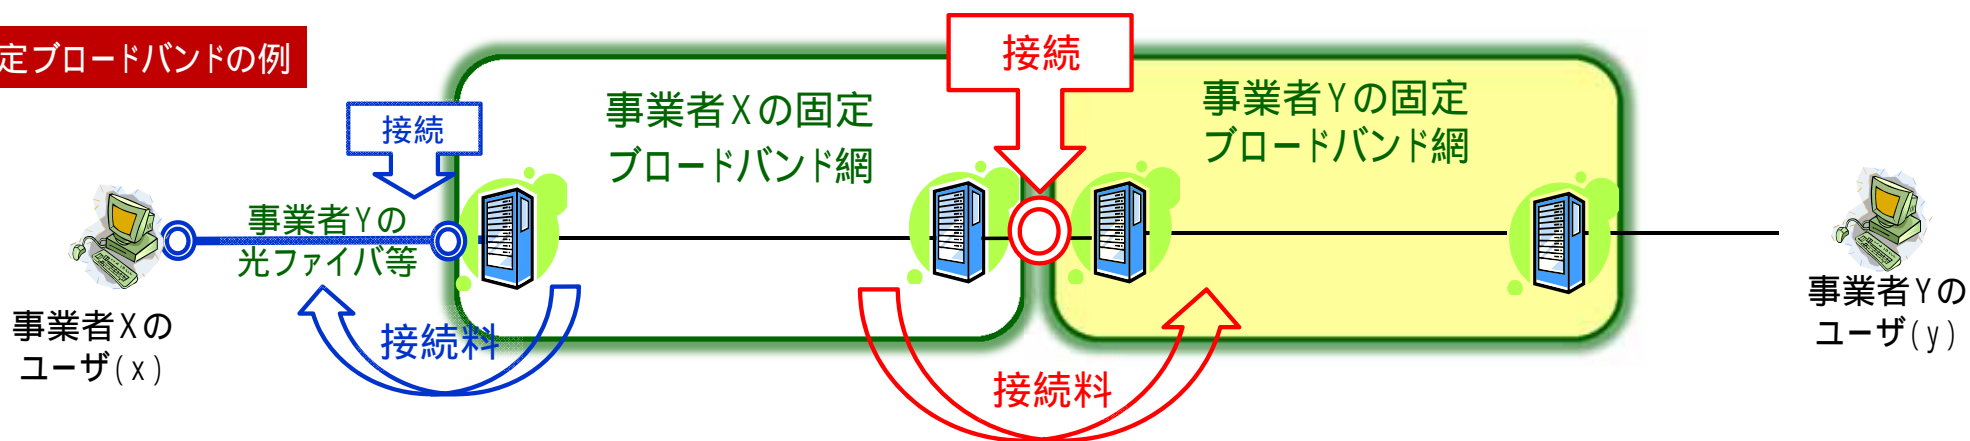 定ブロードバンドの例
接続
接続
事業者Xの固定
ブロードバンド網
事業者Yの固定
ブロードバンド網
事業者Yの
光ファイバ等
事業者Xの
ユーザ(x)
接続料
接続料
事業者Yの
ユーザ(y)